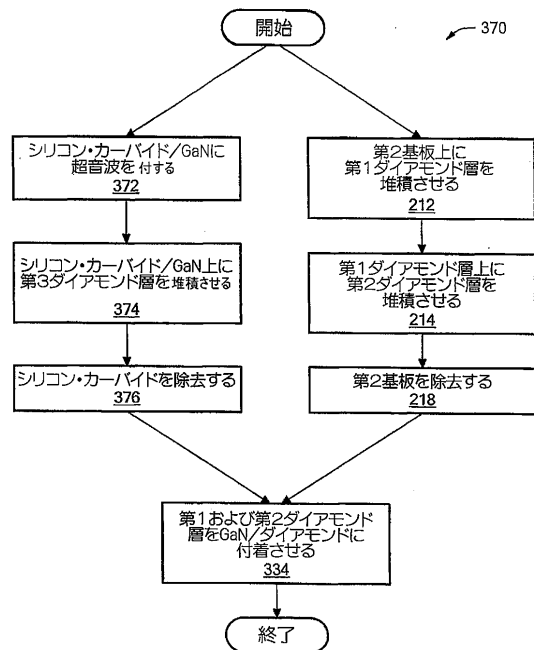 開始
370
シリコン・カーバイド/GaNに
超音波を付する
372
第2基板上に
第1ダイアモンド層を
堆積させる
212
シリコン・カーバイド/GaN上に
第3ダイアモンド層を堆積させる
374
第1ダイアモンド層上に
第2ダイアモンド層を
堆積させる
214
シリコン・カーバイドを除去する
376
第2基板を除去する
218
第1および第2ダイアモンド
層をGaN/ダイアモンドに
付着させる
334
終了